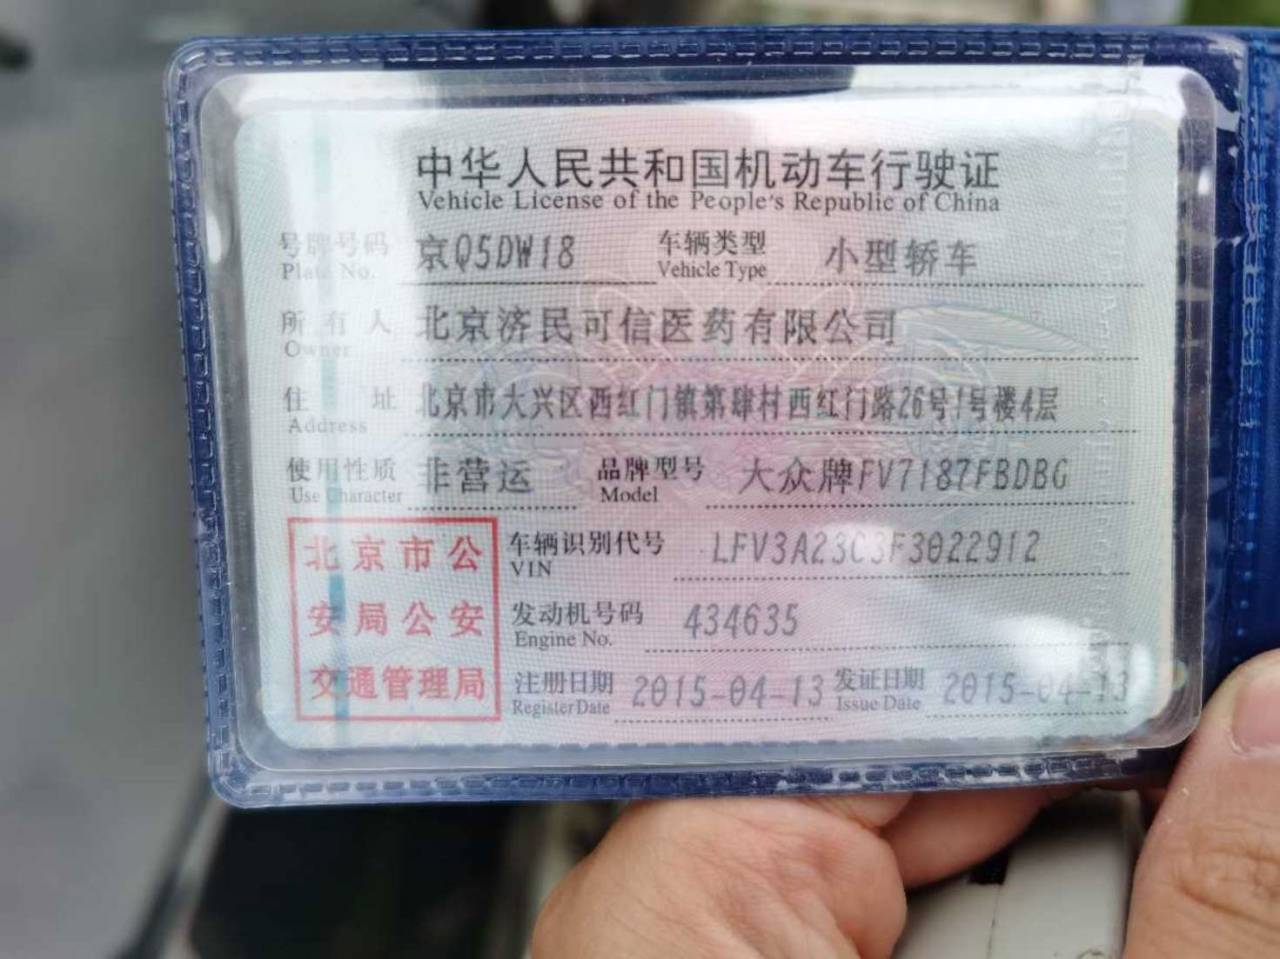 中华人民共和国机动车行驶证
Vehicle License of the People's Republic of China
号牌号码 京Q5DW18 车辆类型 小型轿车
Plate No. Vehicle Type
所有人 北京济民可信医药有限公司
Owner
住址 北京市大兴区西红门镇第肆村西红门路26号1号楼4层
Address
使用性质 非营运 品牌型号 大众牌FV7187FBDBG
Use Character Model
北京市公
安局公安
交通管理局
车辆识别代号 LFV3A23C3F3022912
VIN
发动机号码 434635
Engine No.
注册日期 2015-04-13 发证日期 2015-04-13
Register Date Issue Date